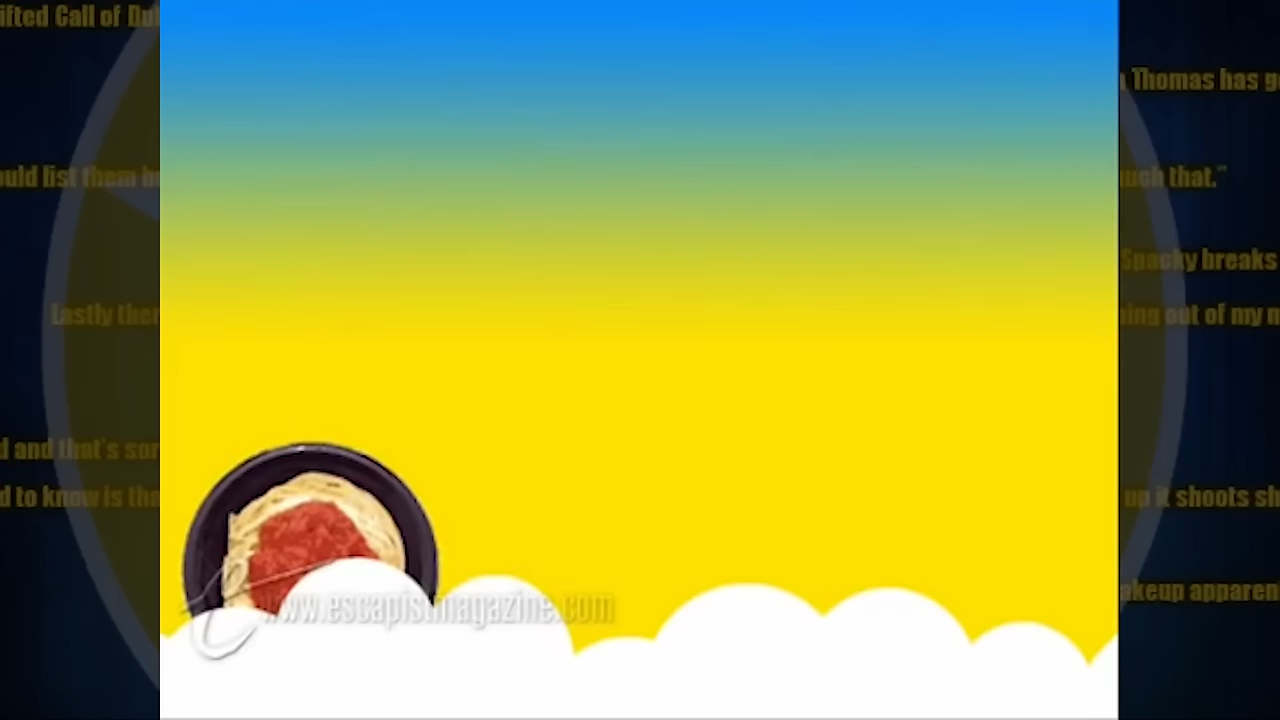 ifted Call of Du
Thomas has g
ould list them b
uch that."
Spacky breaks
Lastly the
ing out of my
d and that's so
d to know is th
up it shoots sh
akeup apparen
www.escapistmagazine.com